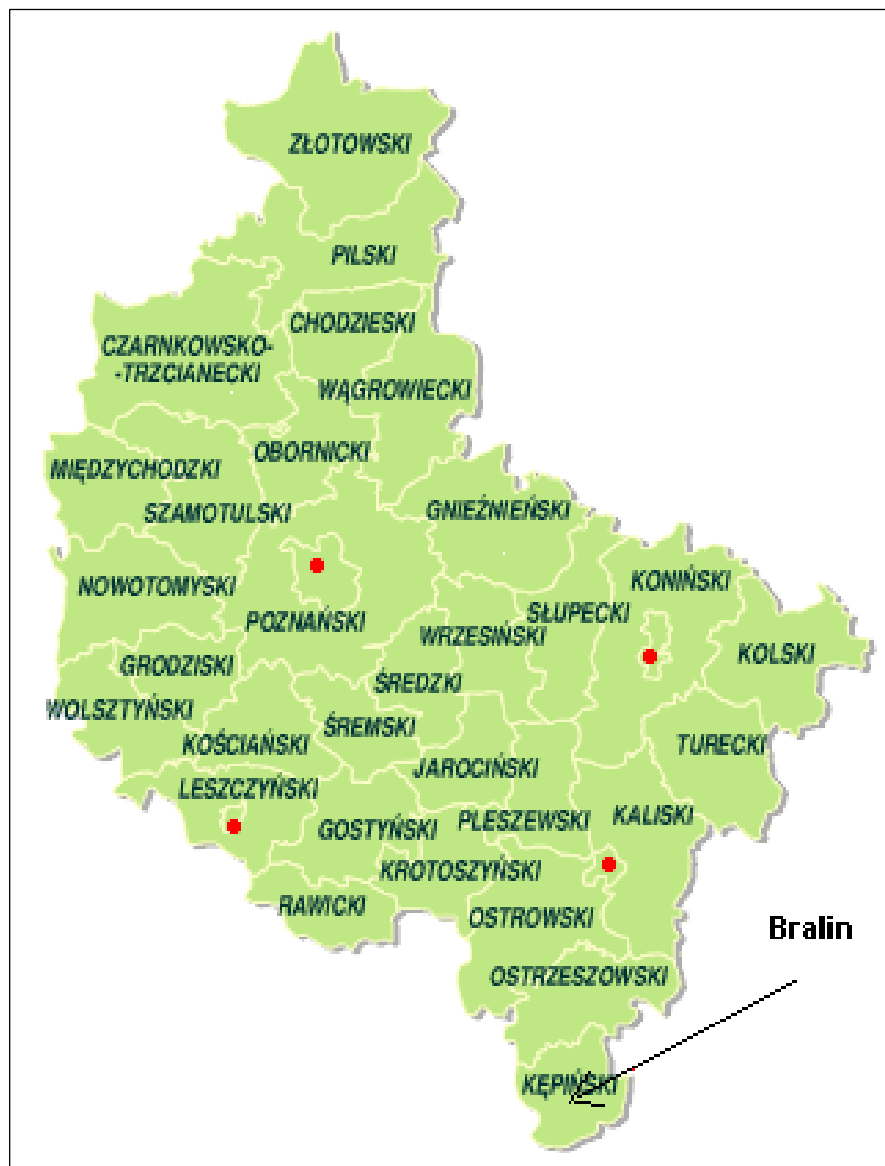 ZŁOTOWSKI
PILSKI
CHODZIESKI
CZARNKOWSKO-
-TRZCIANECKI
WĄGROWIECKI
OBORNICKI
MIĘDZYCHODZKI
SZAMOTULSKI
GNIEŹNIEŃSKI
NOWOTOMYSKI
KONIŃSKI
SŁUPECKI
POZNAŃSKI
WRZESIŃSKI
KOLSKI
GRODZISKI
ŚREDZKI
WOLSZTYŃSKI
ŚREMSKI
KOŚCIAŃSKI
TURECKI
JAROCIŃSKI
LESZCZYŃSKI
KALISKI
PLESZEWSKI
GOSTYŃSKI
KROTOSZYŃSKI
RAWICKI
OSTROWSKI
Bralin
OSTRZESZOWSKI
KĘPIŃSKI